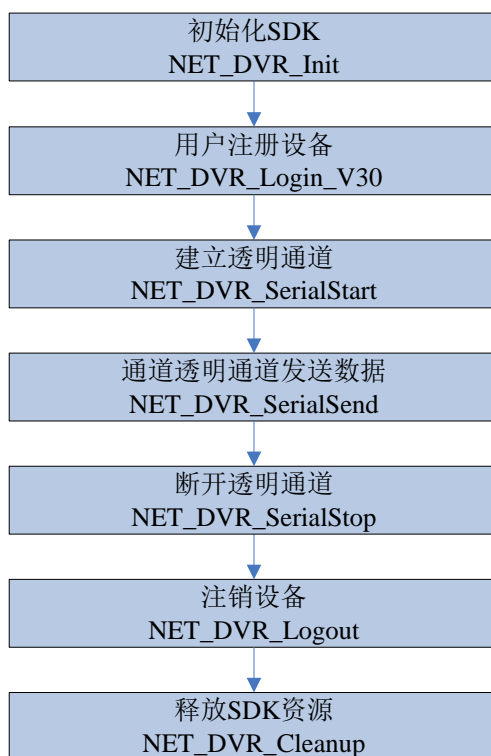 初始化SDK
NET_DVR_Init
用户注册设备
NET_DVR_Login_V30
建立透明通道
NET_DVR_SerialStart
通道透明通道发送数据
NET_DVR_SerialSend
断开透明通道
NET_DVR_SerialStop
注销设备
NET_DVR_Logout
释放SDK资源
NET_DVR_Cleanup